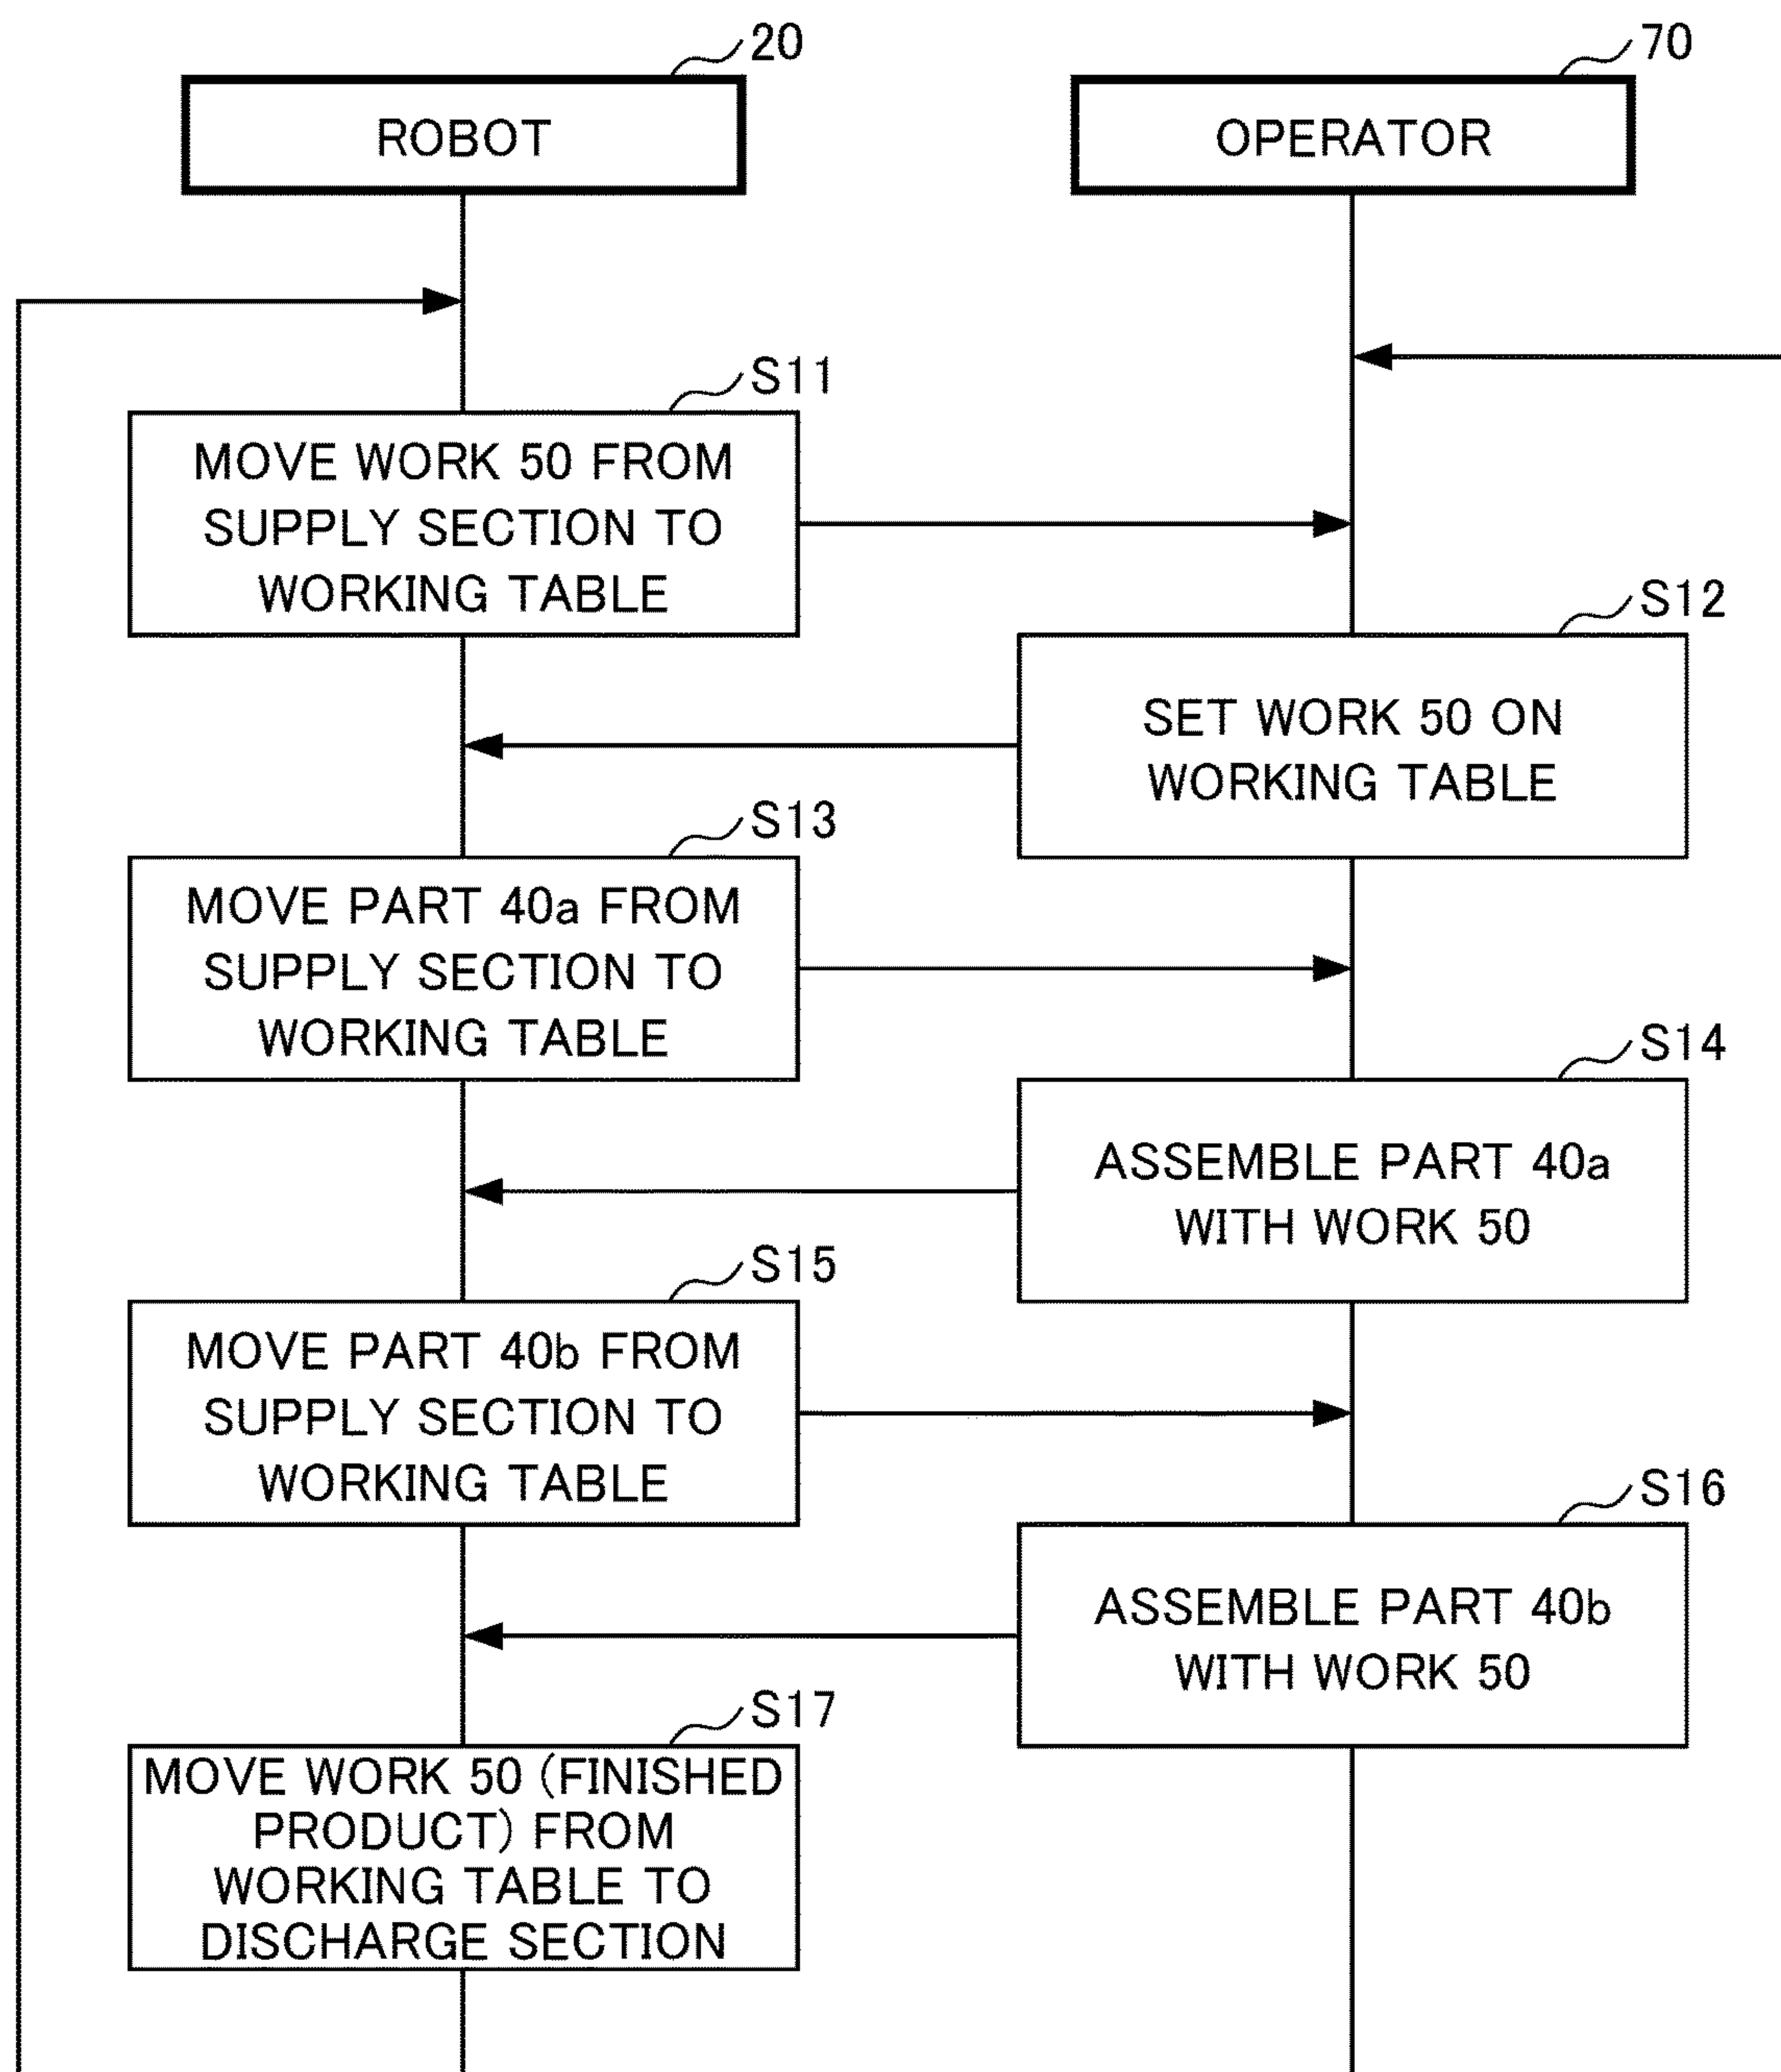 20
70
ROBOT
OPERATOR
S11
MOVE WORK 50 FROM
SUPPLY SECTION TO
WORKING TABLE
S12
SET WORK 50 ON
WORKING TABLE
S13
MOVE PART 40a FROM
SUPPLY SECTION TO
WORKING TABLE
S14
ASSEMBLE PART 40a
WITH WORK 50
S15
MOVE PART 40b FROM
SUPPLY SECTION TO
WORKING TABLE
S16
ASSEMBLE PART 40b
WITH WORK 50
S17
MOVE WORK 50 (FINISHED
PRODUCT) FROM
WORKING TABLE TO
DISCHARGE SECTION